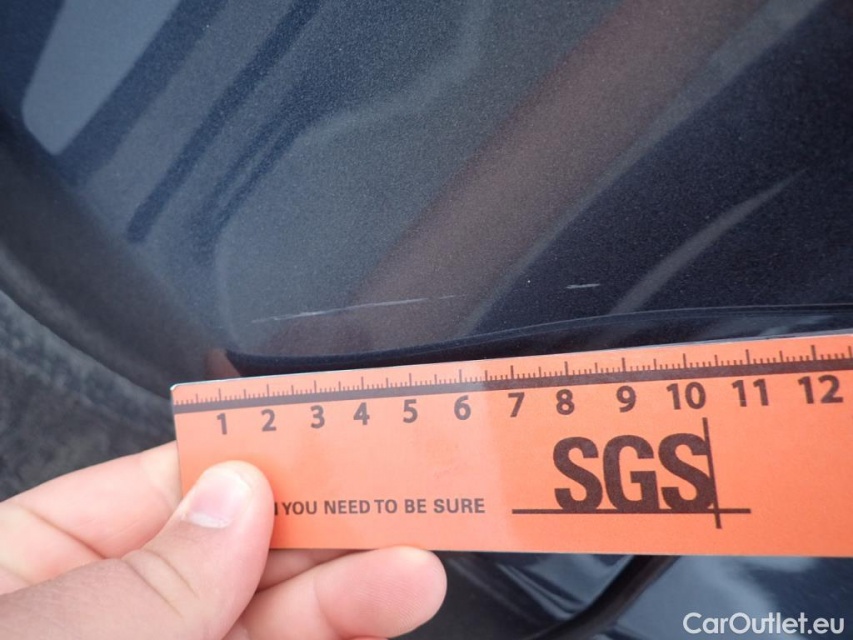 1 2 3 4 5 6 7 8 9 10 11 12
SGS
YOU NEED TO BE SURE
CarOutlet.eu